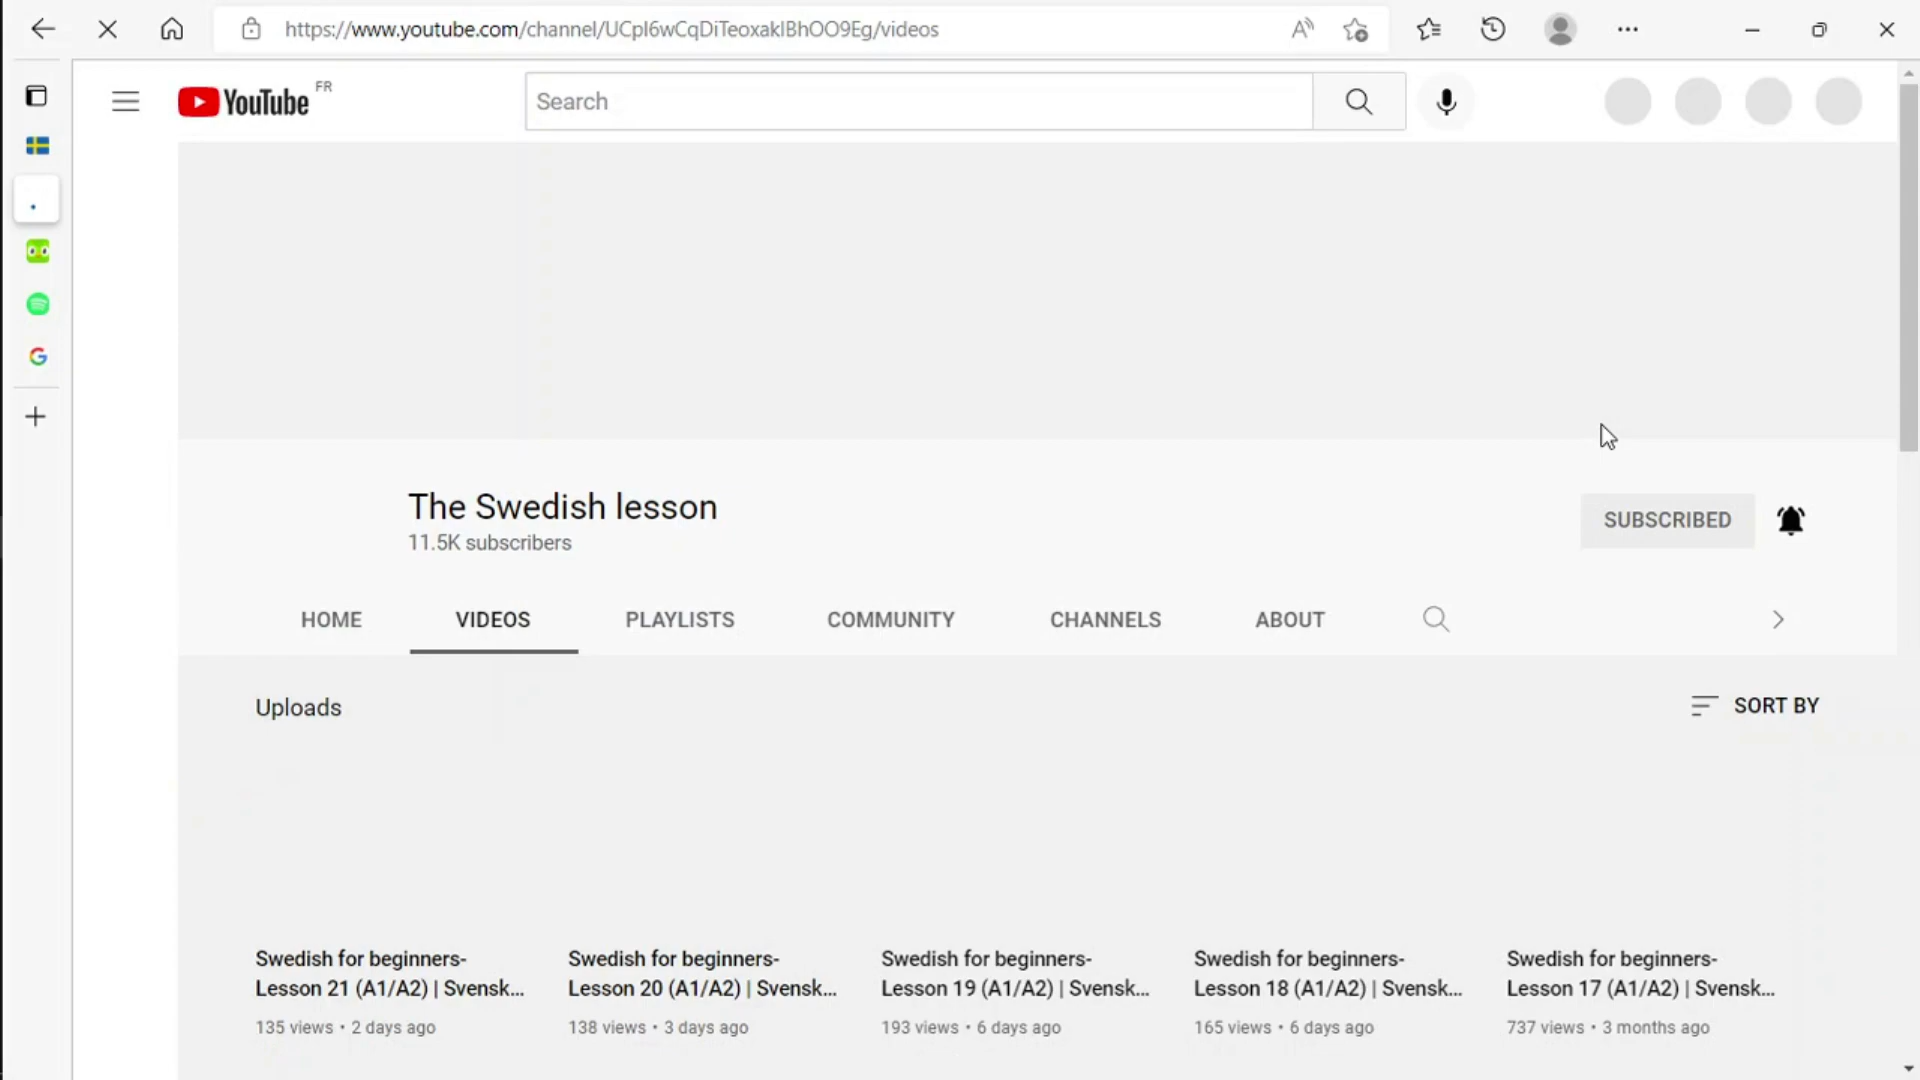 https://www.youtube.com/channel/UCpl6wCqDiTeoxaklBhOO9Eg/videos
YouTube FR
Search
The Swedish lesson
11.5K subscribers
SUBSCRIBED
HOME VIDEOS PLAYLISTS COMMUNITY CHANNELS ABOUT
Uploads
SORT BY
Swedish for beginners-
Lesson 21 (A1/A2) | Svensk...
135 views • 2 days ago
Swedish for beginners-
Lesson 20 (A1/A2) | Svensk...
138 views • 3 days ago
Swedish for beginners-
Lesson 19 (A1/A2) | Svensk...
193 views • 6 days ago
Swedish for beginners-
Lesson 18 (A1/A2) | Svensk...
165 views • 6 days ago
Swedish for beginners-
Lesson 17 (A1/A2) | Svensk...
737 views • 3 months ago